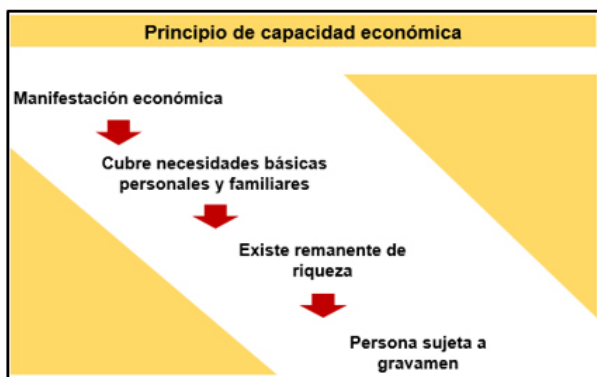 Principio de capacidad económica
Manifestación económica
Cubre necesidades básicas
personales y familiares
Existe remanente de
riqueza
Persona sujeta a
gravamen